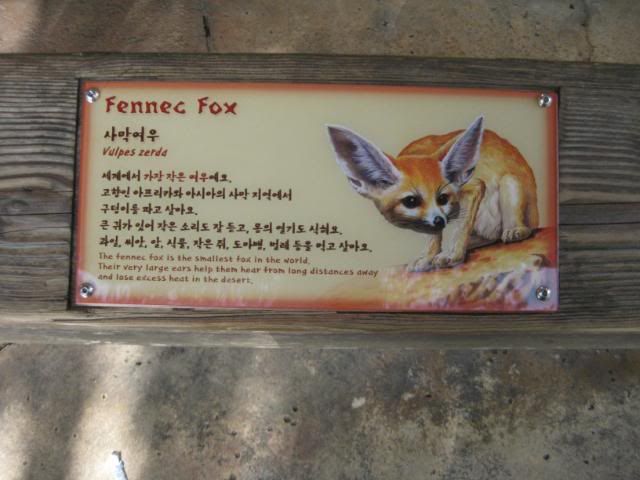 Fennec Fox
사막여우
Vulpes zerda
세계에서 가장 작은 여우예요.
고향인 아프리카와 아시아의 사막 지역에서
구덩이를 파고 살아요.
큰 귀가 있어 작은 소리도 잘 듣고, 몸의 열기도 식혀요.
과일, 씨앗, 알, 식물, 작은 쥐, 도마뱀, 벌레 등을 먹고 살아요.
The fennec fox is the smallest fox in the world.
Their very large ears help them hear from long distances away
and lose excess heat in the desert.